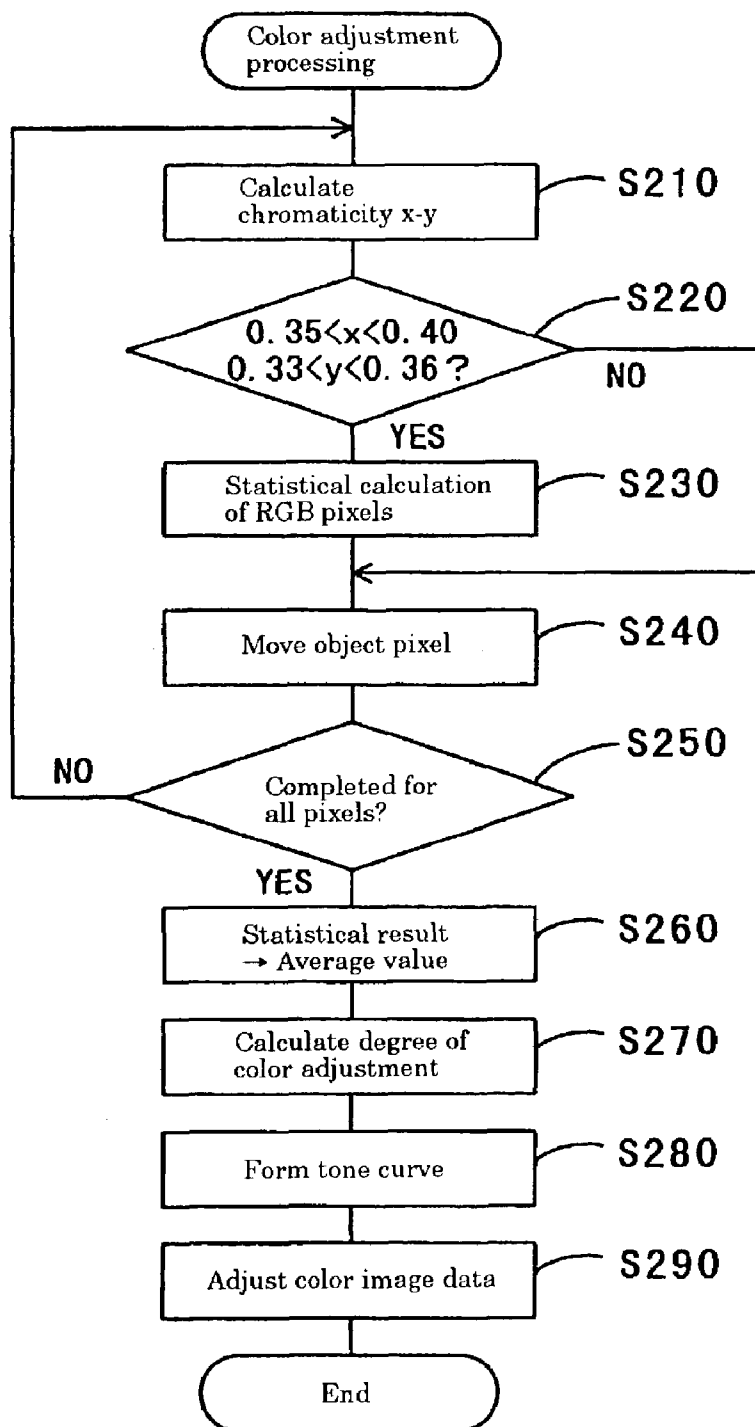 Color adjustment
processing
Calculate
chromaticity x-y
S210
0.35<x<0.40
0.33<y<0.36?
S220
NO
YES
Statistical calculation
of RGB pixels
S230
Move object pixel
S240
Completed for
all pixels?
S250
NO
YES
Statistical result
→ Average value
S260
Calculate degree of
color adjustment
S270
Form tone curve
S280
Adjust color image data
S290
End